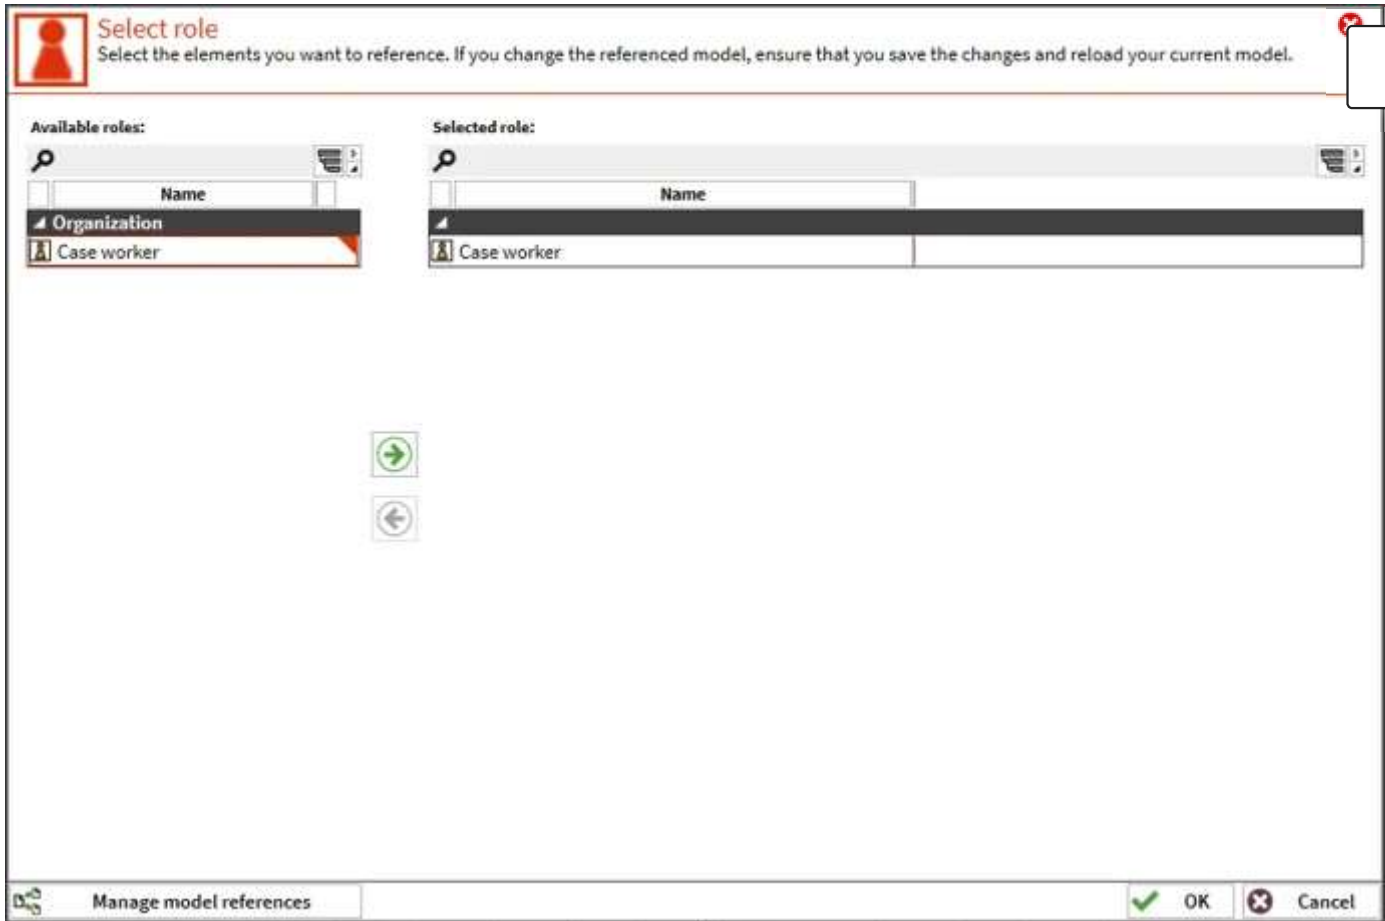 Select role
Select the elements you want to reference. If you change the referenced model, ensure that you save the changes and reload your current model.
Available roles:
Selected role:
Name
Name
Organization
Case worker
Case worker
Manage model references
OK
Cancel